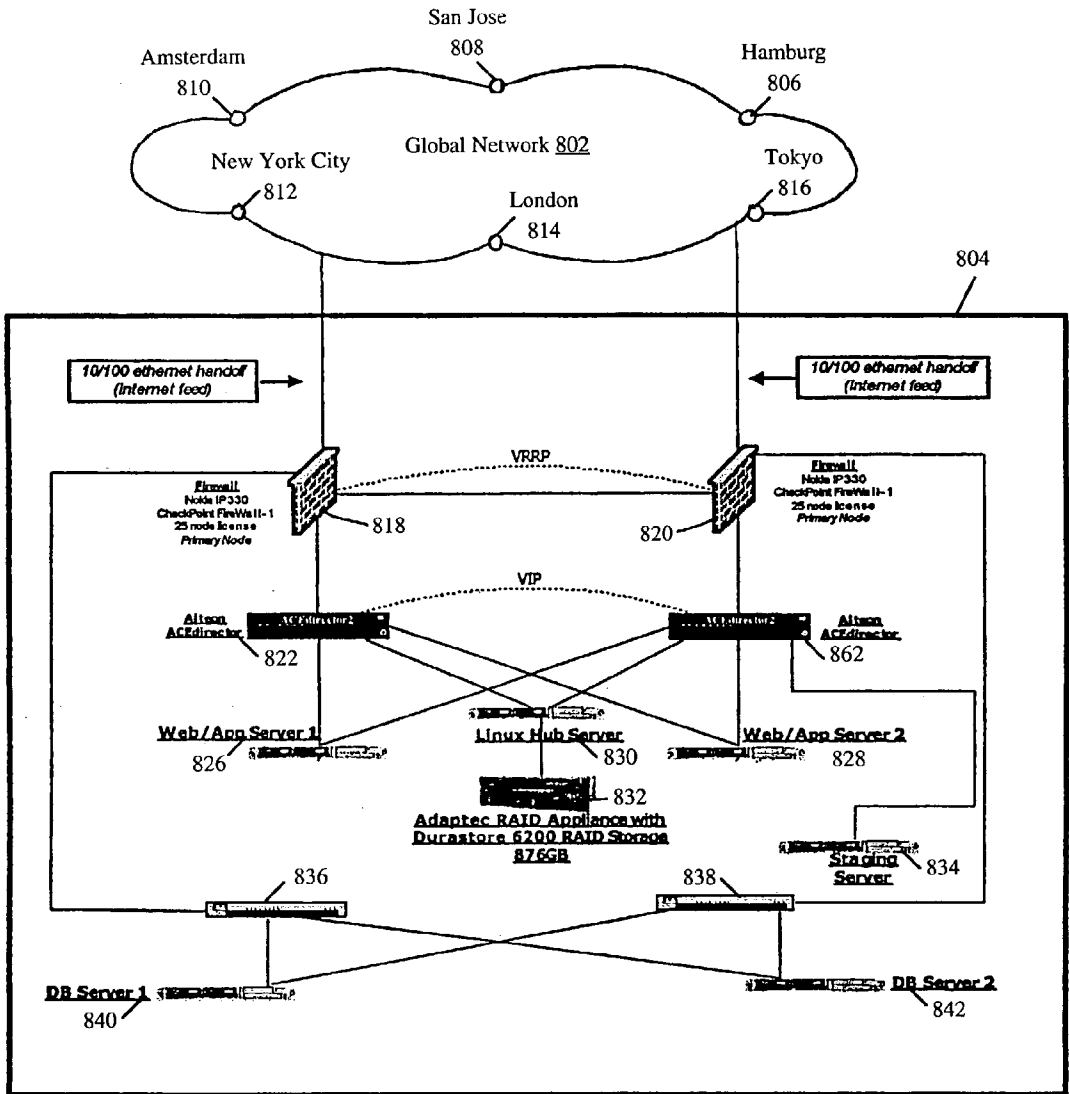 San Jose
808
Amsterdam
810
Hamburg
806
Global Network 802
New York City
812
Tokyo
816
London
814
804
10/100 ethernet handoff
(Internet feed)
10/100 ethernet handoff
(Internet feed)
VRRP
Firewall
Nokia IP330
CheckPoint FireWall-1
25 node license
Primary Node
818
820
Firewall
Nokia IP330
CheckPoint FireWall-1
25 node license
Primary Node
VIP
Alteon
ACEdirector
822
ACEdirector2
ACEdirector2
Alteon
ACEdirector
862
Web/App Server 1
826
Linux Hub Server
830
Web/App Server 2
828
832
Adaptec RAID Appliance with
Durastore 6200 RAID Storage
876GB
834
Staging
Server
836
838
DB Server 1
840
DB Server 2
842